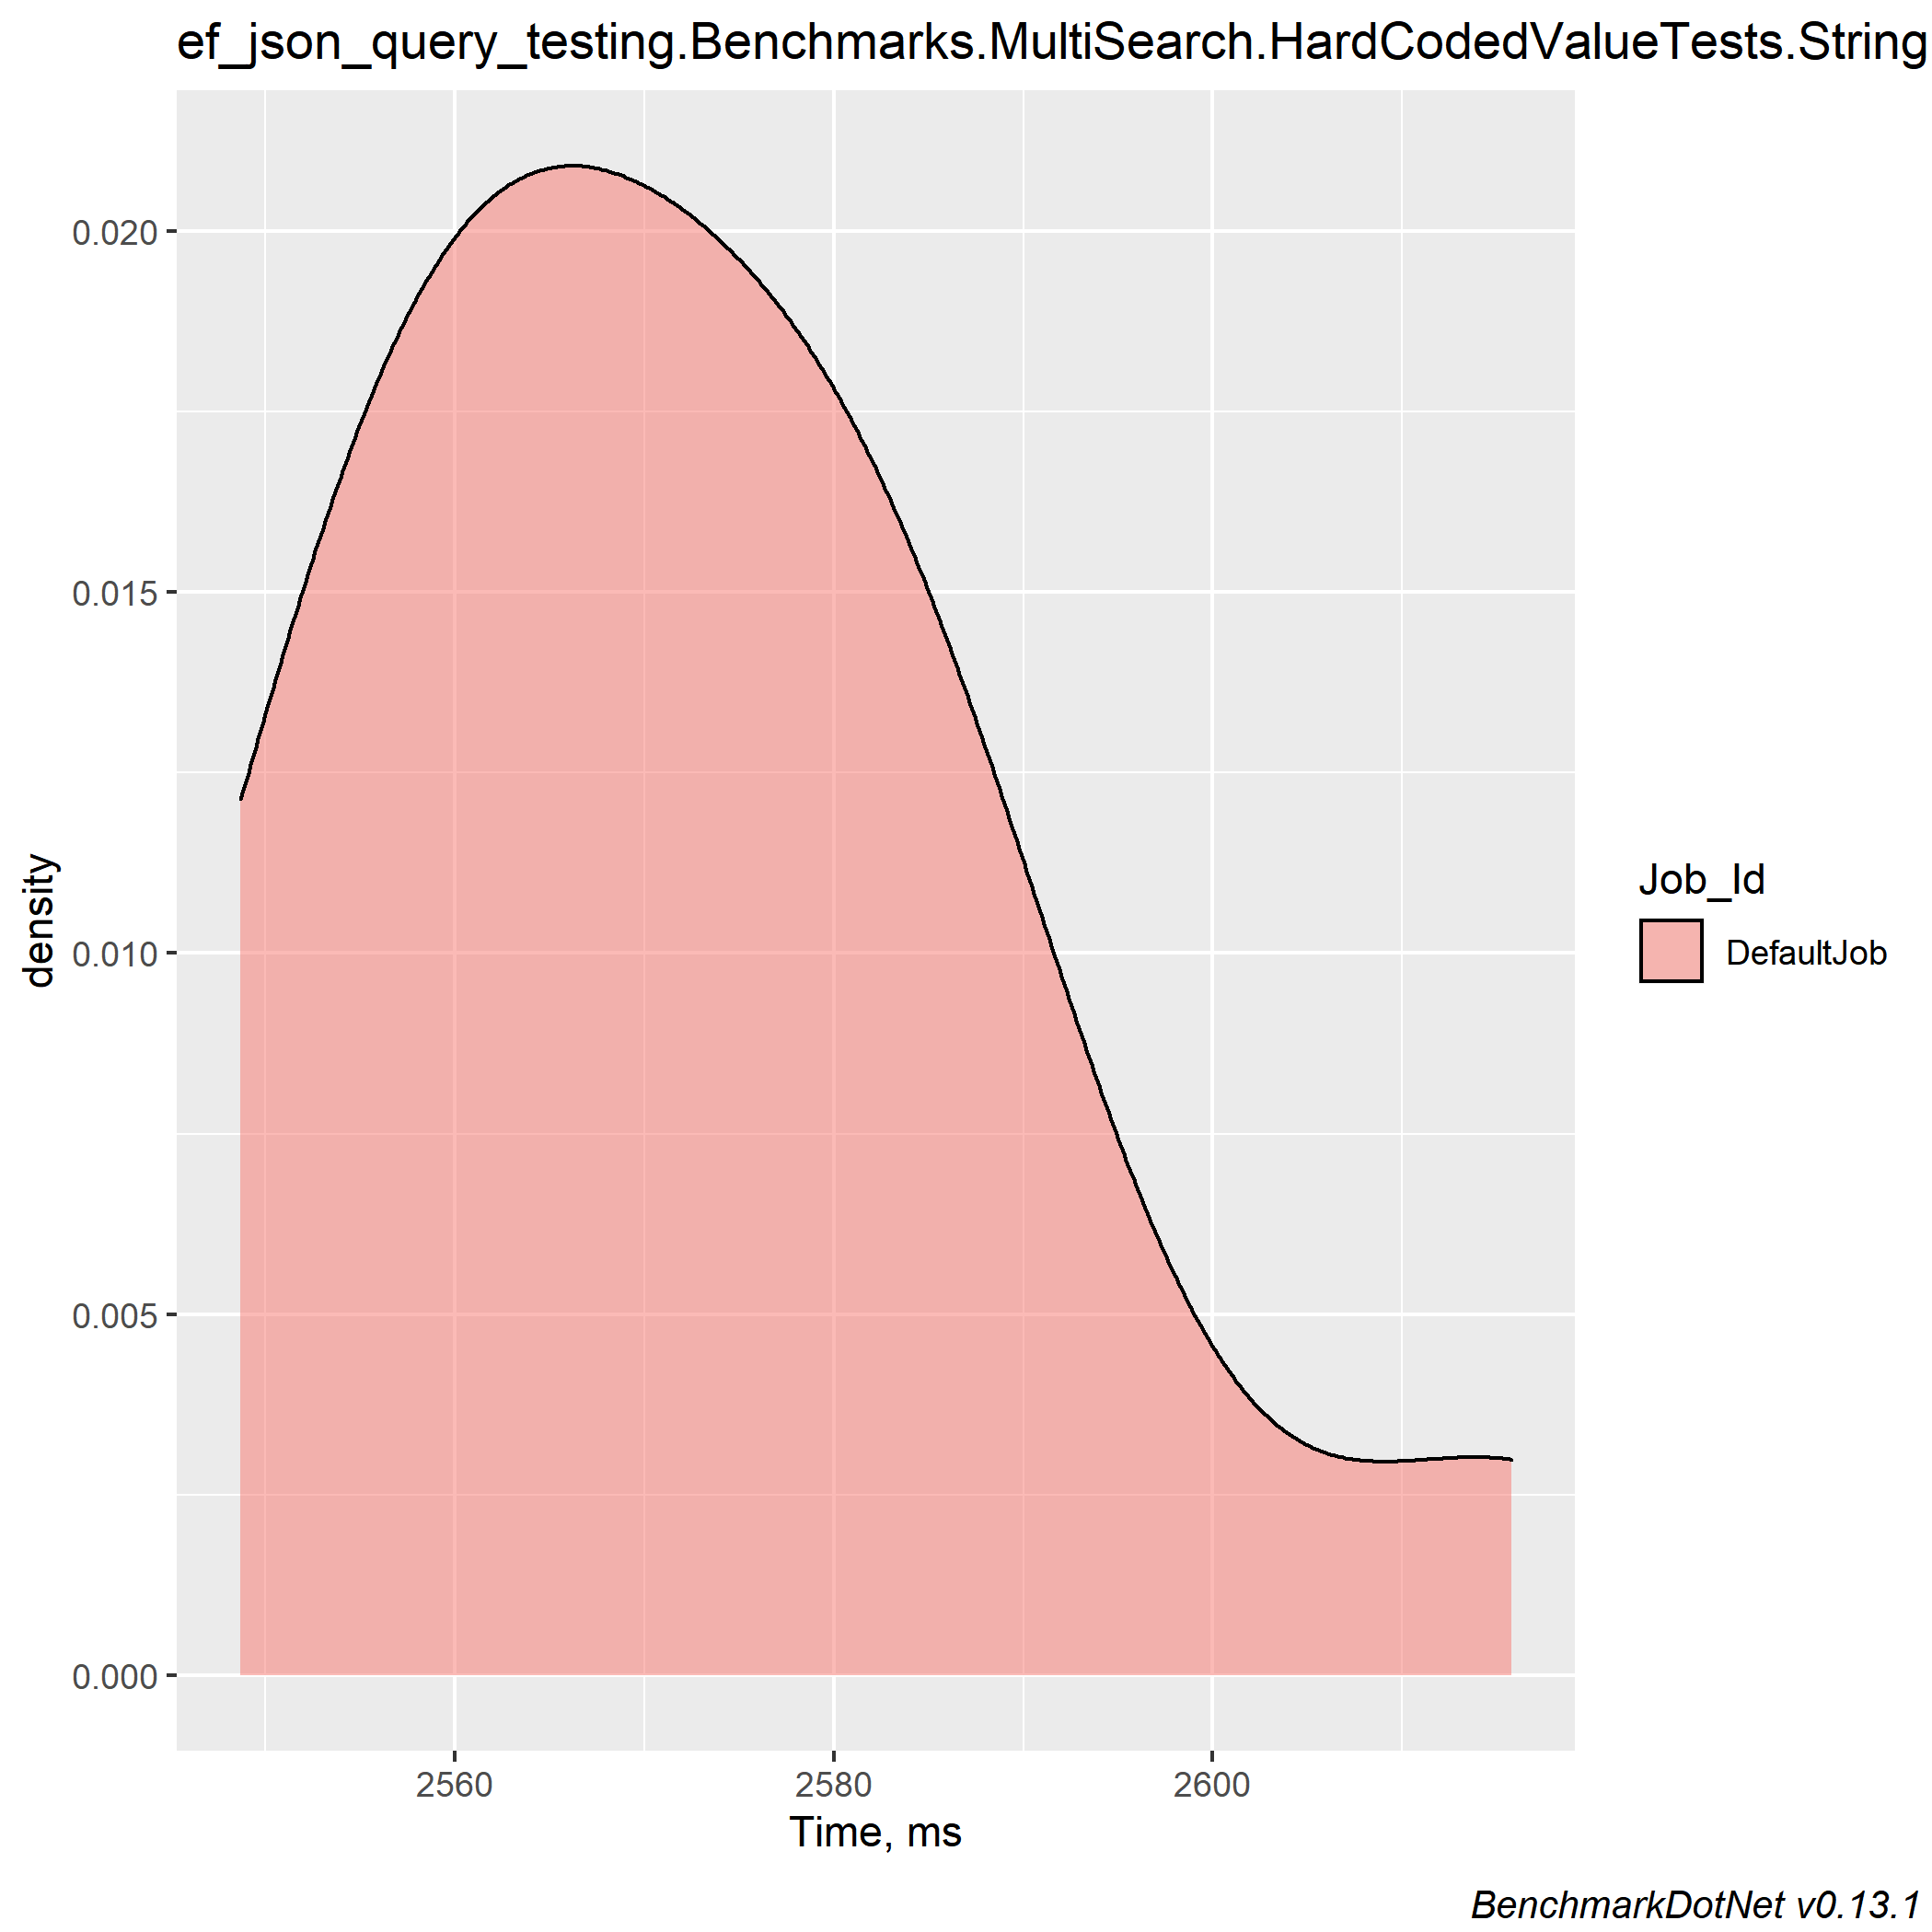 ef_json_query_testing.Benchmarks.MultiSearch.HardCodedValueTests.String
0.020
0.015
0.010
0.005
0.000
density
2560 2580 2600
Time, ms
Job_Id
DefaultJob
BenchmarkDotNet v0.13.1